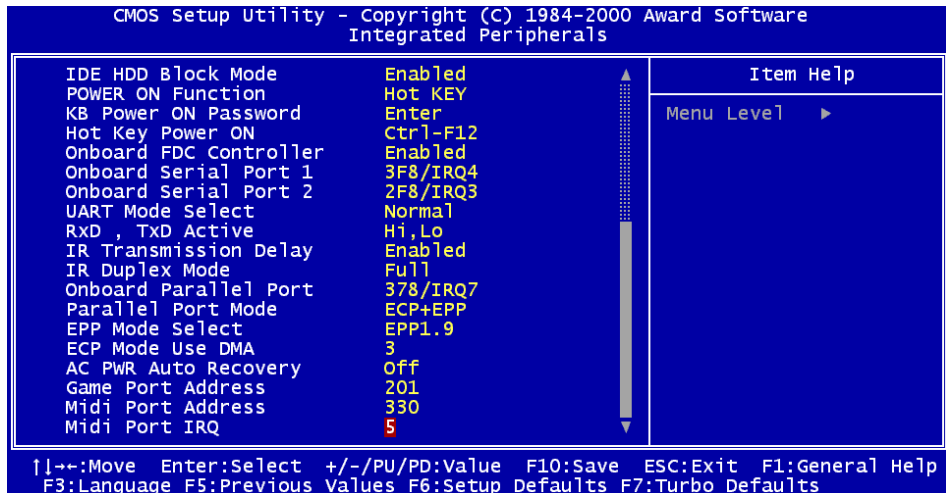 CMOS Setup Utility - Copyright (C) 1984-2000 Award Software
Integrated Peripherals
IDE HDD Block Mode Enabled
POWER ON Function Hot KEY
KB Power ON Password Enter
Hot Key Power ON Ctrl-F12
Onboard FDC Controller Enabled
Onboard Serial Port 1 3F8/IRQ4
Onboard Serial Port 2 2F8/IRQ3
UART Mode Select Normal
RxD , TxD Active Hi,Lo
IR Transmission Delay Enabled
IR Duplex Mode Full
Onboard Parallel Port 378/IRQ7
Parallel Port Mode ECP+EPP
EPP Mode Select EPP1.9
ECP Mode Use DMA 3
AC PWR Auto Recovery Off
Game Port Address 201
Midi Port Address 330
Midi Port IRQ 5
Item Help
Menu Level ▶
↑↓→←:Move Enter:Select +/-/PU/PD:Value F10:Save ESC:Exit F1:General Help
F3:Language F5:Previous Values F6:Setup Defaults F7:Turbo Defaults